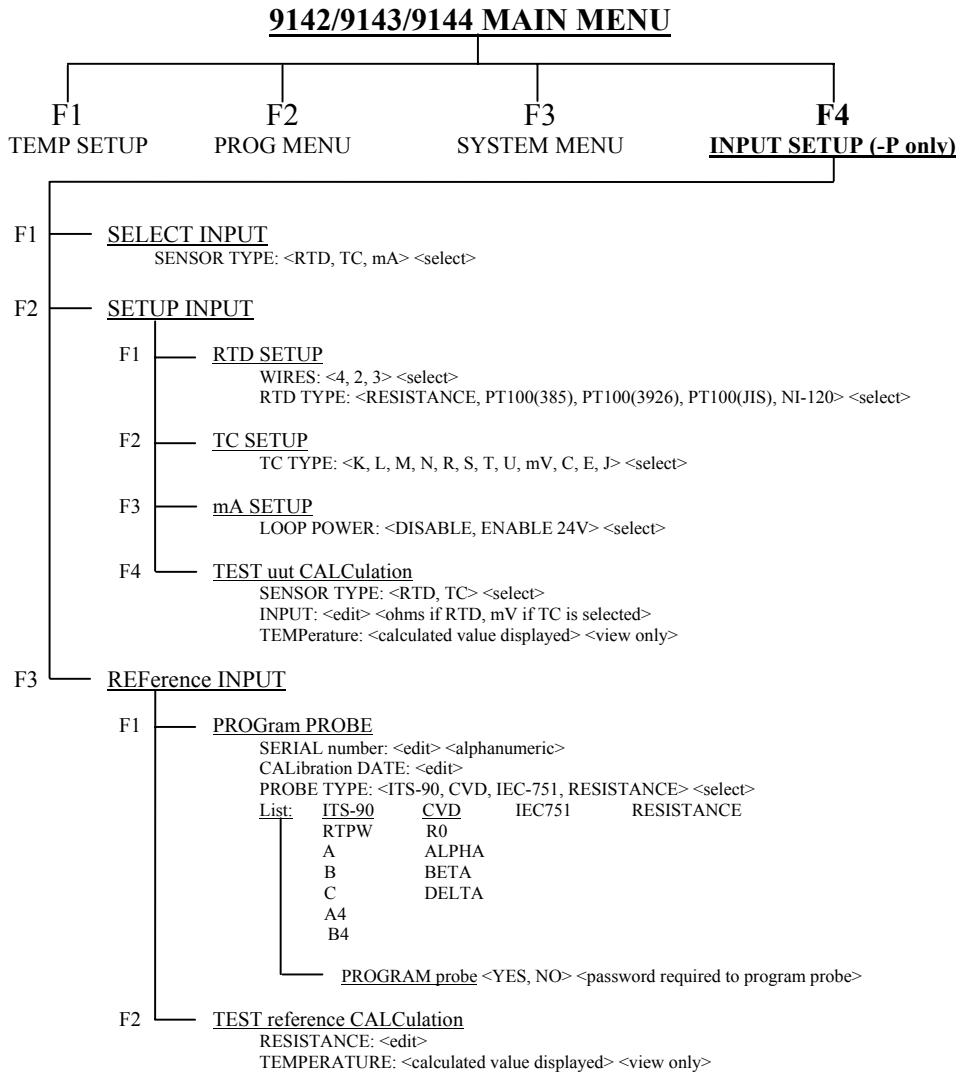 9142/9143/9144 MAIN MENU
F1 F2 F3 F4
TEMP SETUP PROG MENU SYSTEM MENU INPUT SETUP (-P only)
F1 SELECT INPUT
SENSOR TYPE: <RTD, TC, mA> <select>
F2 SETUP INPUT
F1 RTD SETUP
WIRES: <4, 2, 3> <select>
RTD TYPE: <RESISTANCE, PT100(385), PT100(3926), PT100(JIS), NI-120> <select>
F2 TC SETUP
TC TYPE: <K, L, M, N, R, S, T, U, mV, C, E, J> <select>
F3 mA SETUP
LOOP POWER: <DISABLE, ENABLE 24V> <select>
F4 TEST uut CALCulation
SENSOR TYPE: <RTD, TC> <select>
INPUT: <edit> <ohms if RTD, mV if TC is selected>
TEMPerature: <calculated value displayed> <view only>
F3 REFerence INPUT
F1 PROGram PROBE
SERIAL number: <edit> <alphanumeric>
CALibration DATE: <edit>
PROBE TYPE: <ITS-90, CVD, IEC-751, RESISTANCE> <select>
List: ITS-90 CVD IEC751 RESISTANCE
RTPW R0
A ALPHA
B BETA
C DELTA
A4
B4
PROGRAM probe <YES, NO> <password required to program probe>
F2 TEST reference CALCulation
RESISTANCE: <edit>
TEMPERATURE: <calculated value displayed> <view only>